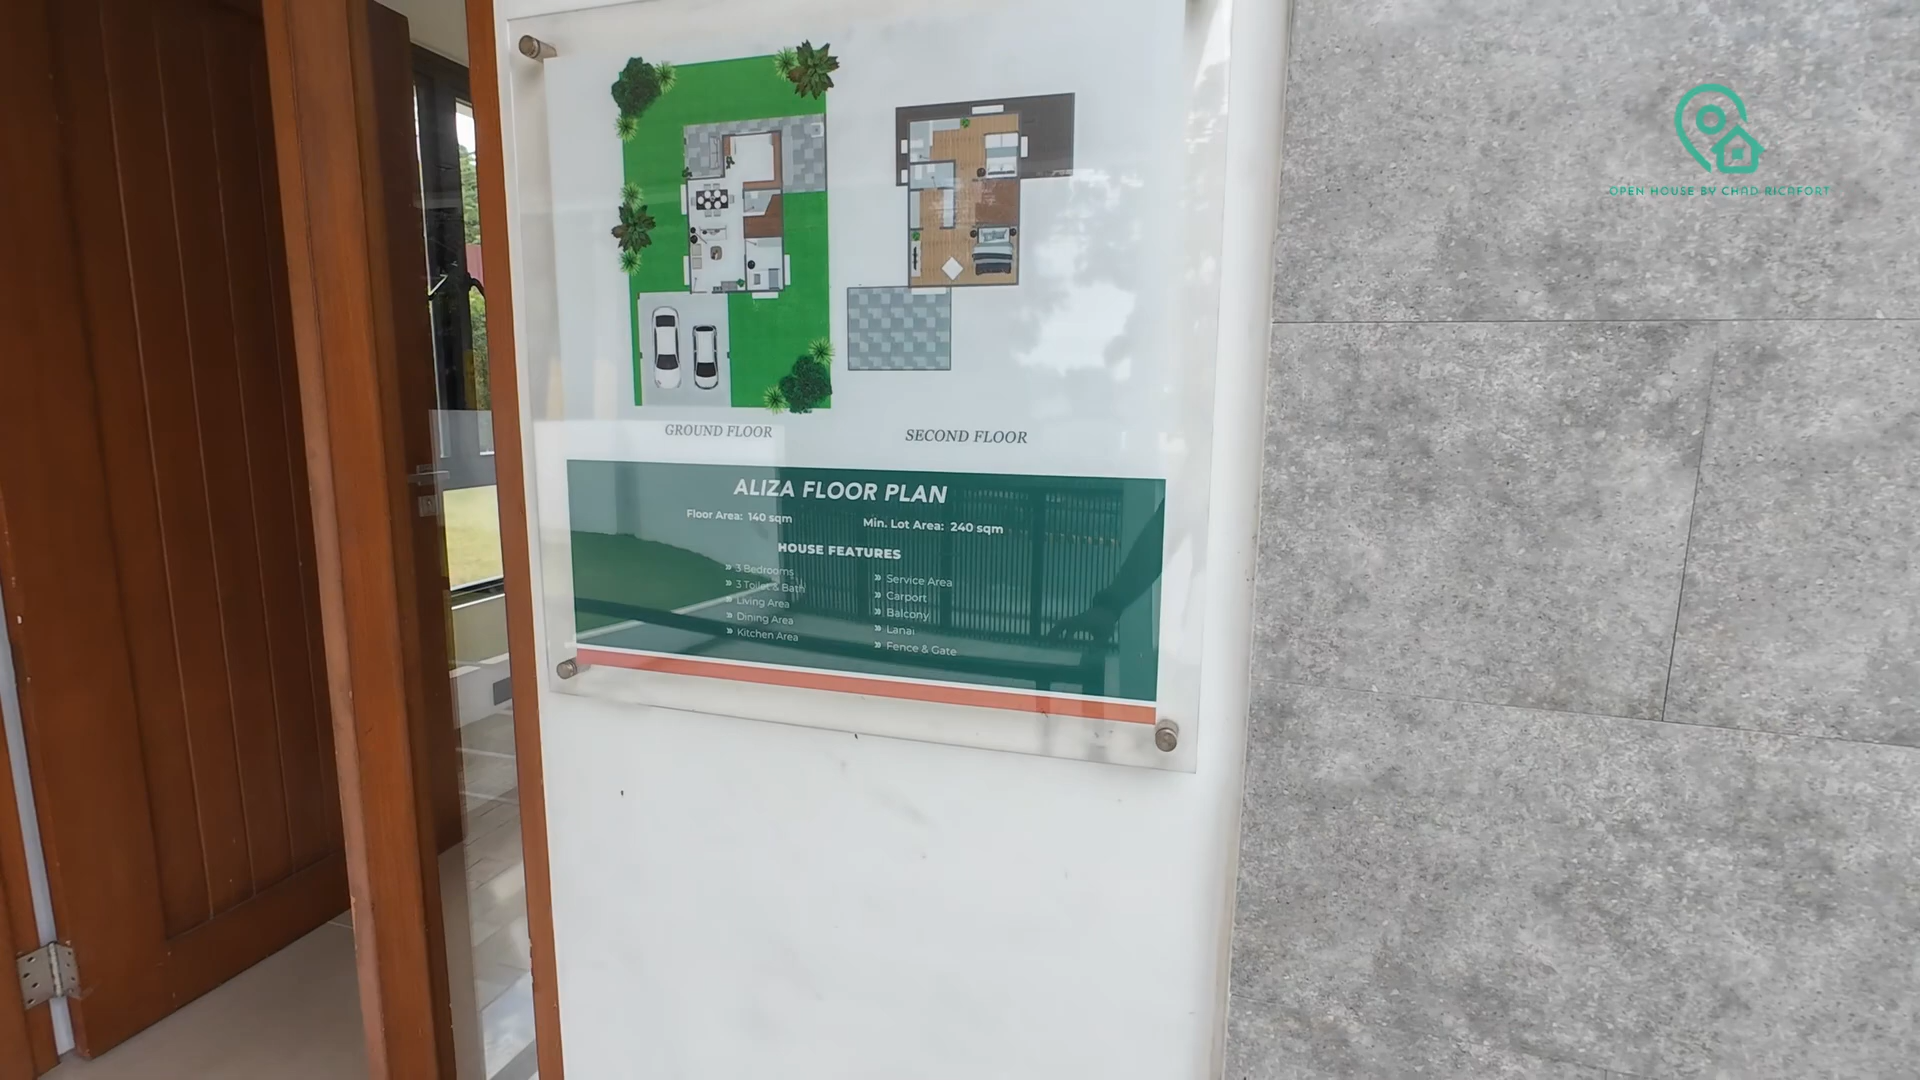 OPEN HOUSE BY CHAD RICAFORT
GROUND FLOOR
SECOND FLOOR
ALIZA FLOOR PLAN
Floor Area: 140 sqm
Min. Lot Area: 240 sqm
HOUSE FEATURES
» 3 Bedrooms
» 3 Toilet & Bath
» Living Area
» Dining Area
» Kitchen Area
» Service Area
» Carport
» Balcony
» Lanai
» Fence & Gate